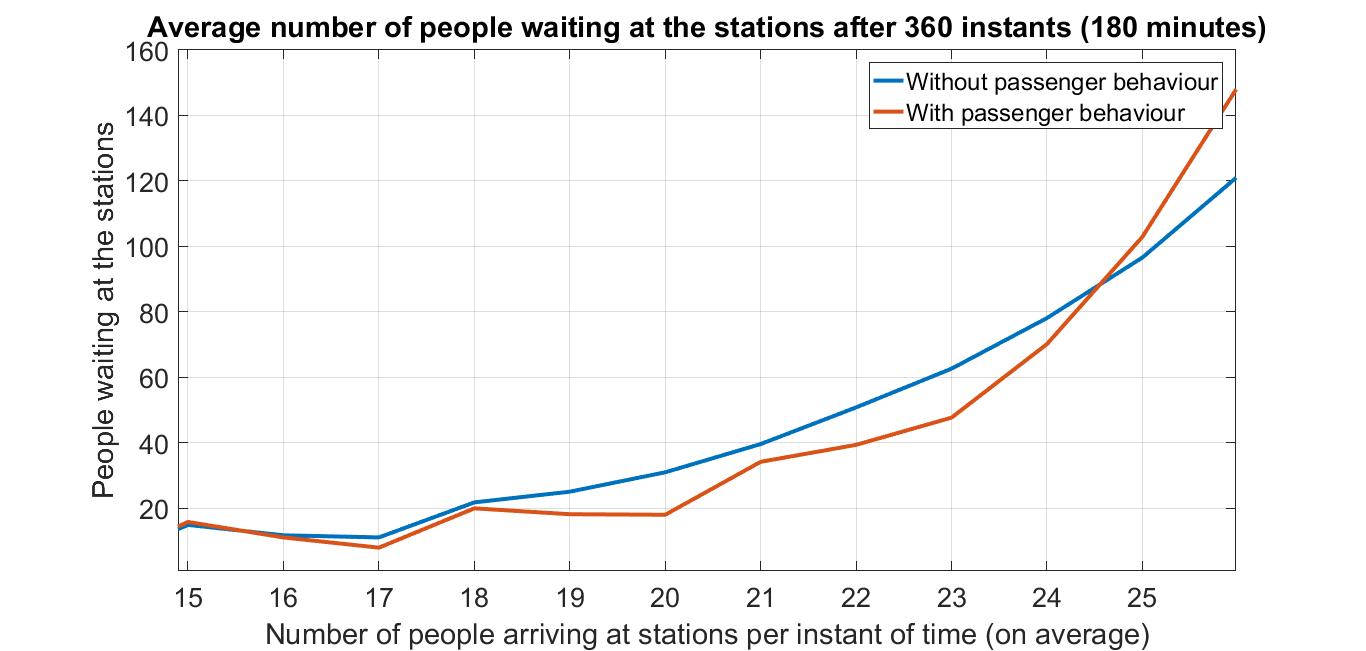 Average number of people waiting at the stations after 360 instants (180 minutes)
Without passenger behaviour
With passenger behaviour
People waiting at the stations
160
140
120
100
80
60
40
20
15 16 17 18 19 20 21 22 23 24 25
Number of people arriving at stations per instant of time (on average)